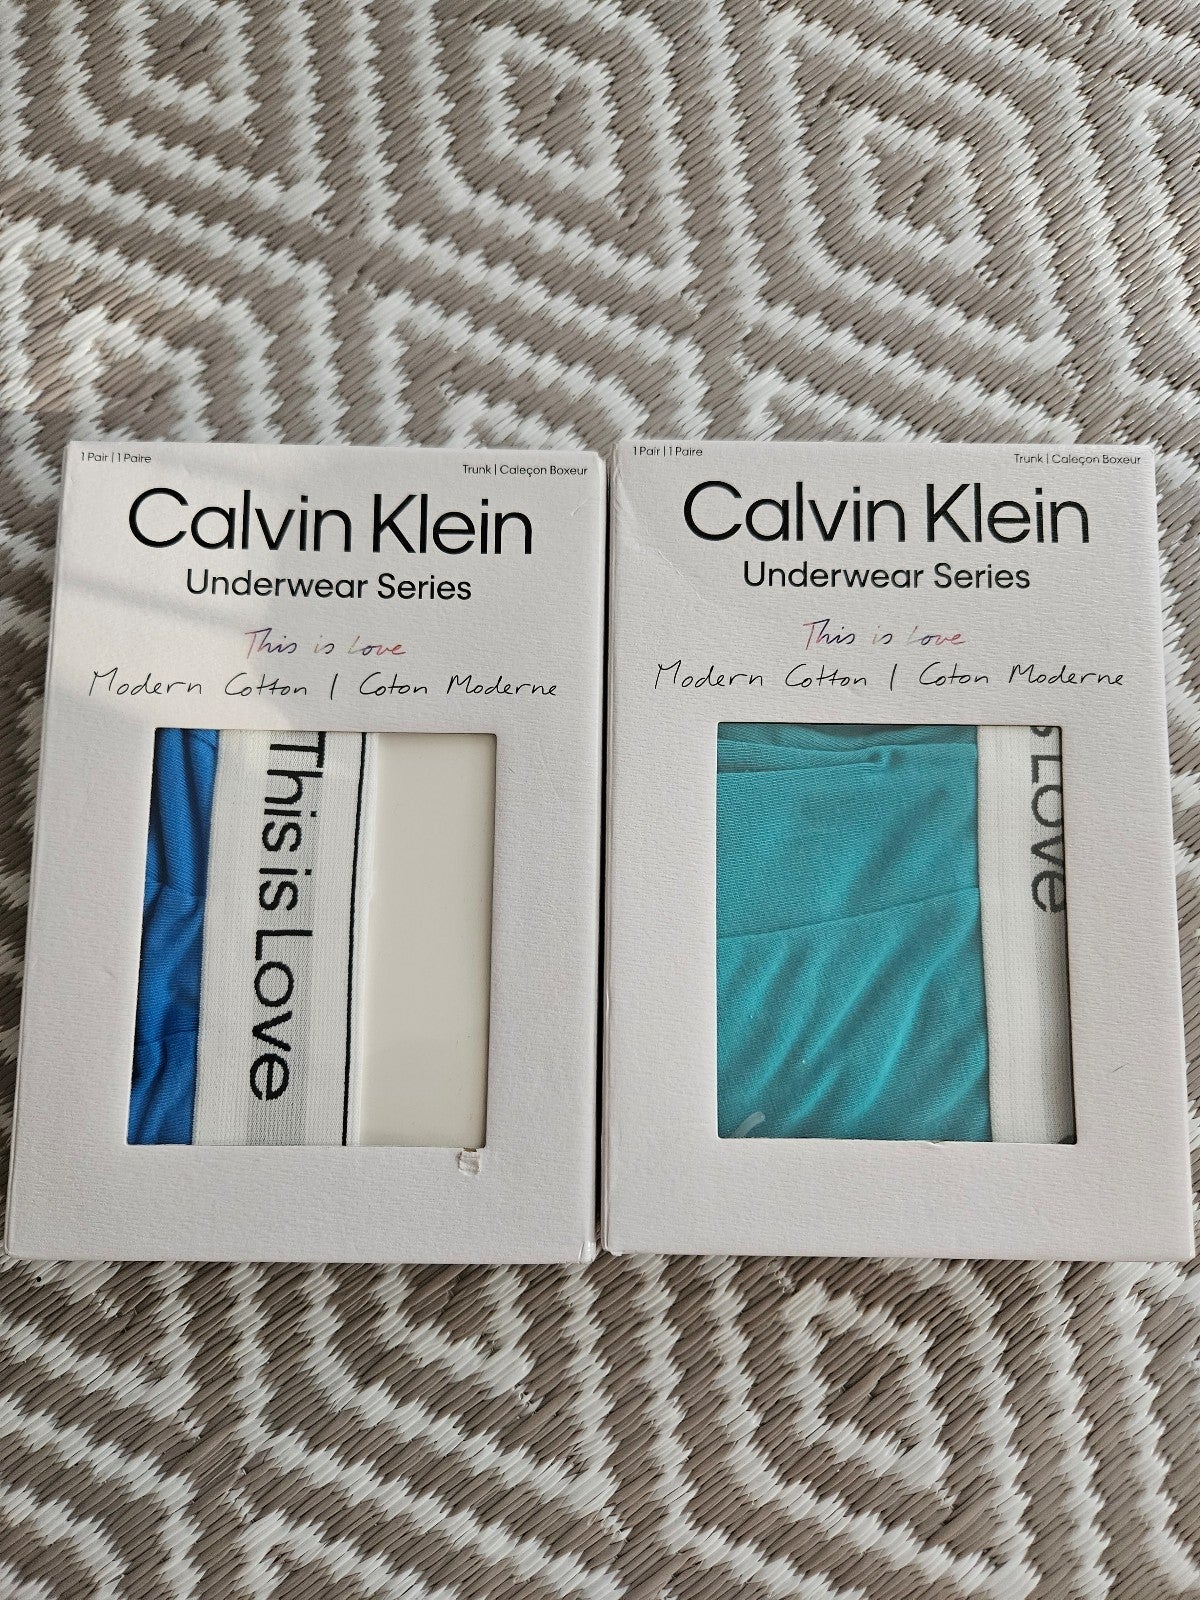 1 Pair | 1 Paire
Trunk | Caleçon Boxeur
Calvin Klein
Underwear Series
This is Love
Modern Cotton | Coton Moderne
This is Love
1 Pair | 1 Paire
Trunk | Caleçon Boxeur
Calvin Klein
Underwear Series
This is Love
Modern Cotton | Coton Moderne
s Love